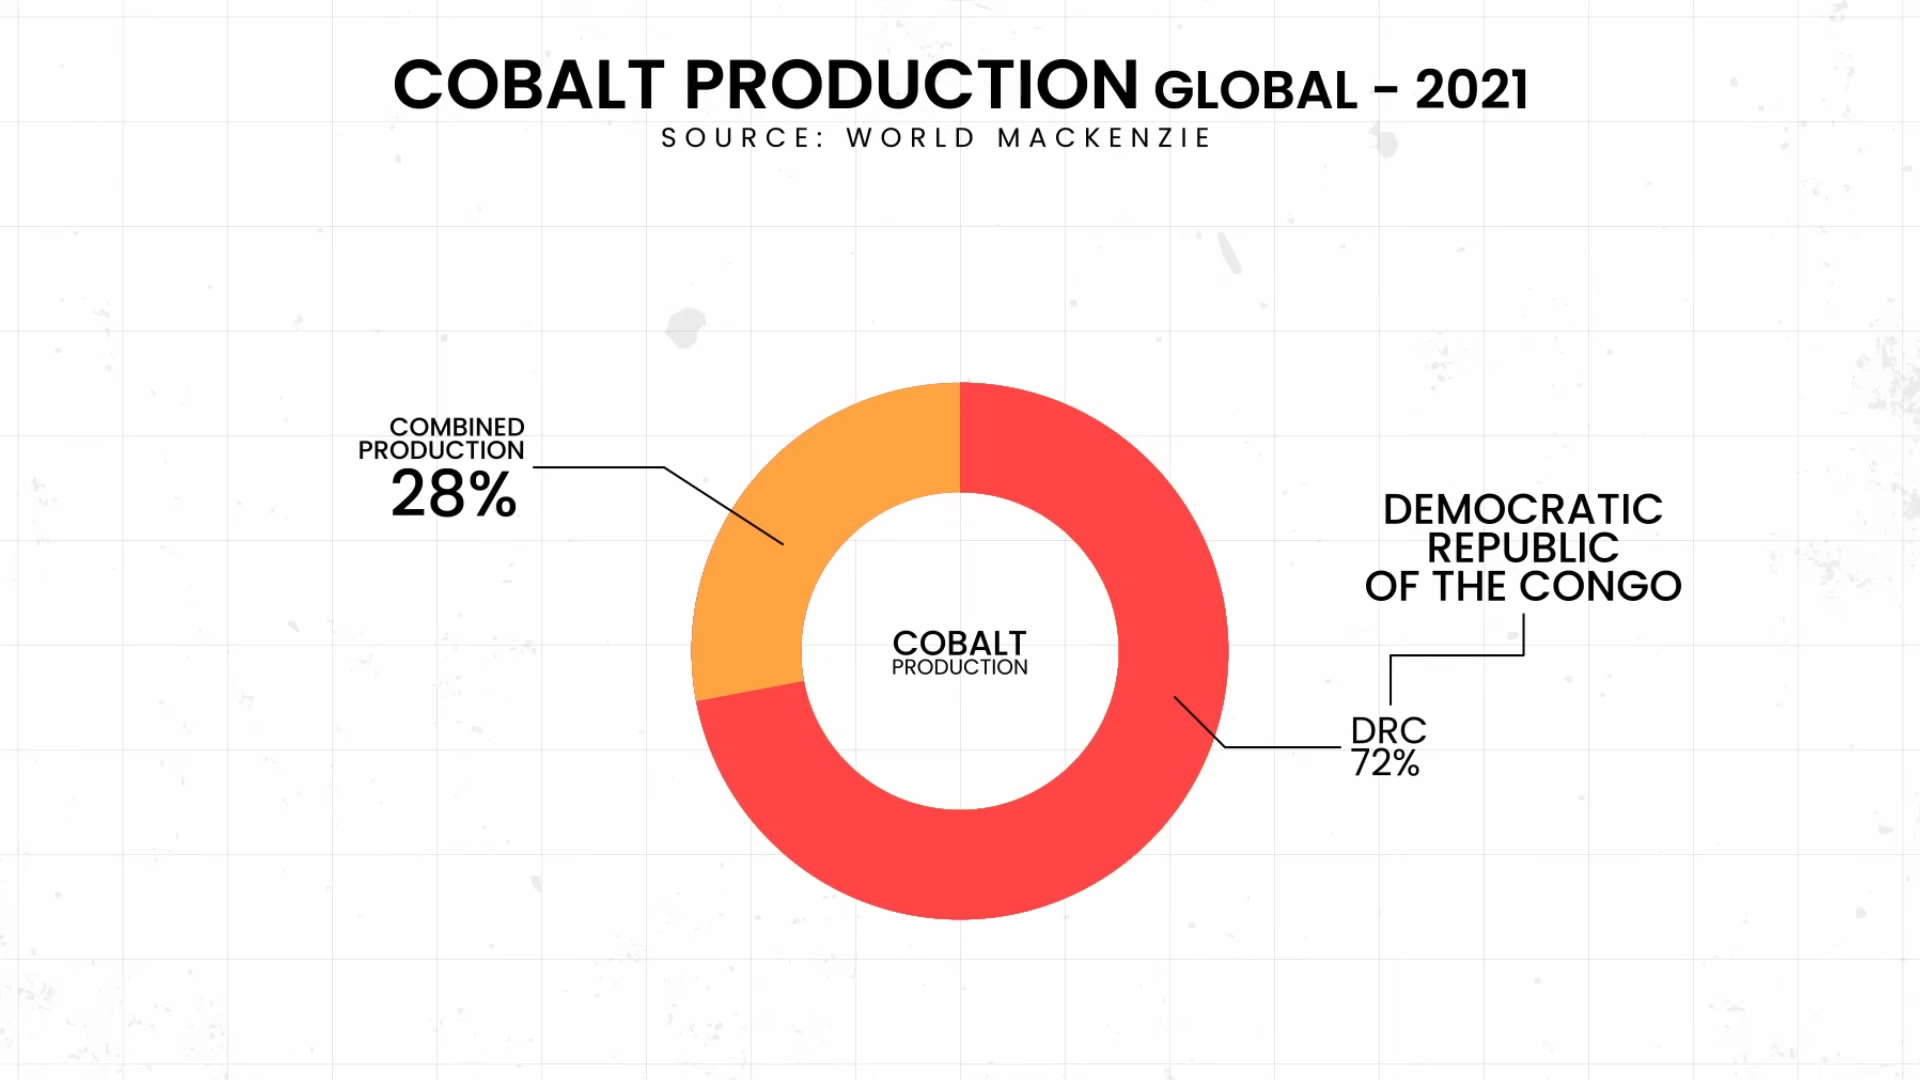 COBALT PRODUCTION GLOBAL - 2021
SOURCE: WORLD MACKENZIE
COMBINED
PRODUCTION
28%
COBALT
PRODUCTION
DEMOCRATIC
REPUBLIC
OF THE CONGO
DRC
72%